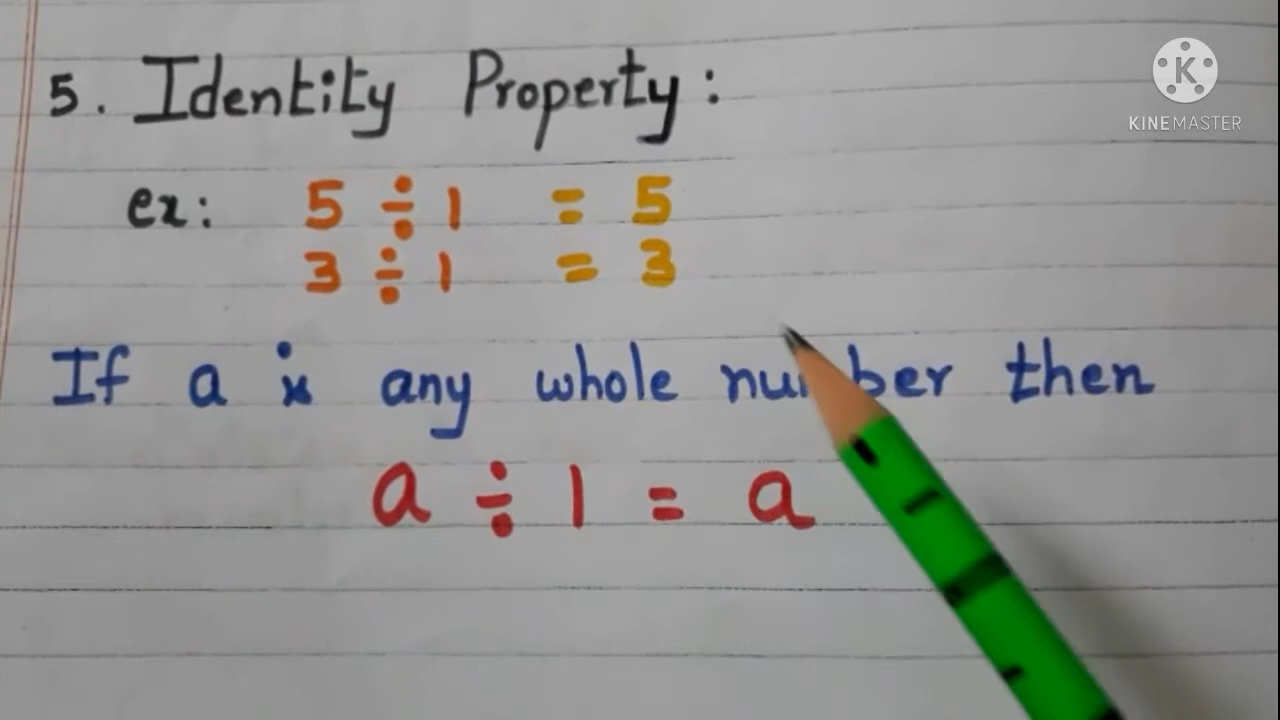 5. Identity Property:
ex: 5 ÷ 1 = 5
3 ÷ 1 = 3
If a is any whole number then
a ÷ 1 = a
K
KINEMASTER